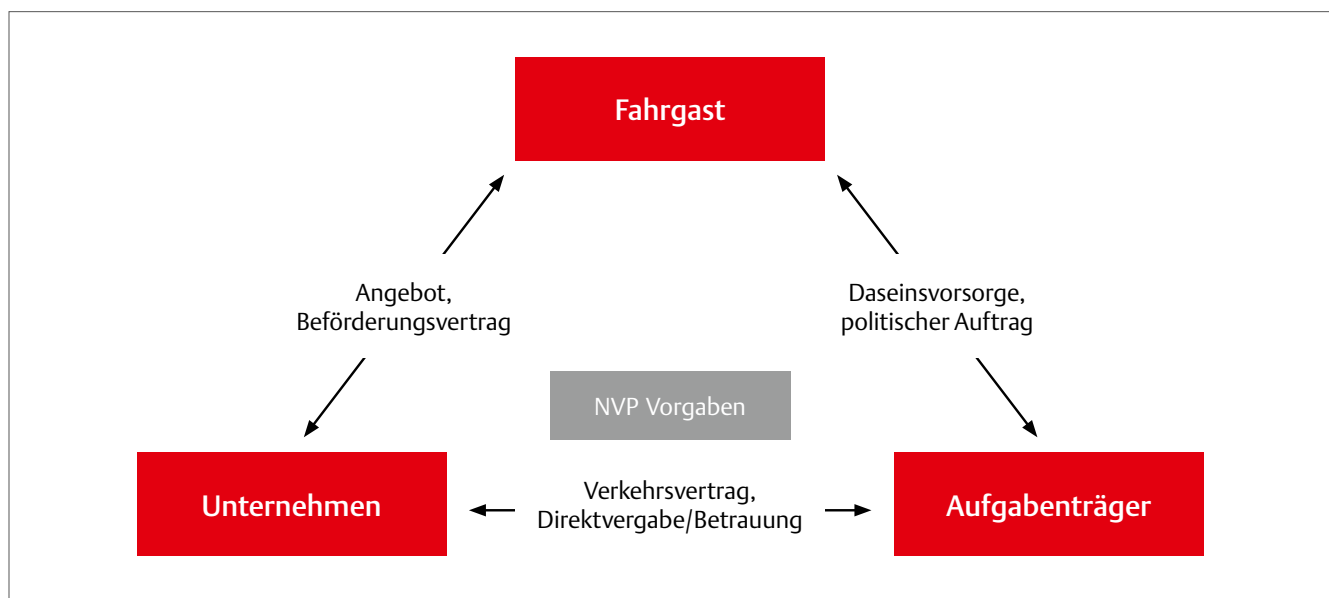 Fahrgast
Angebot,
Beförderungsvertrag
Daseinsvorsorge,
politischer Auftrag
NVP Vorgaben
Unternehmen
Verkehrsvertrag,
Direktvergabe/Betrauung
Aufgabenträger